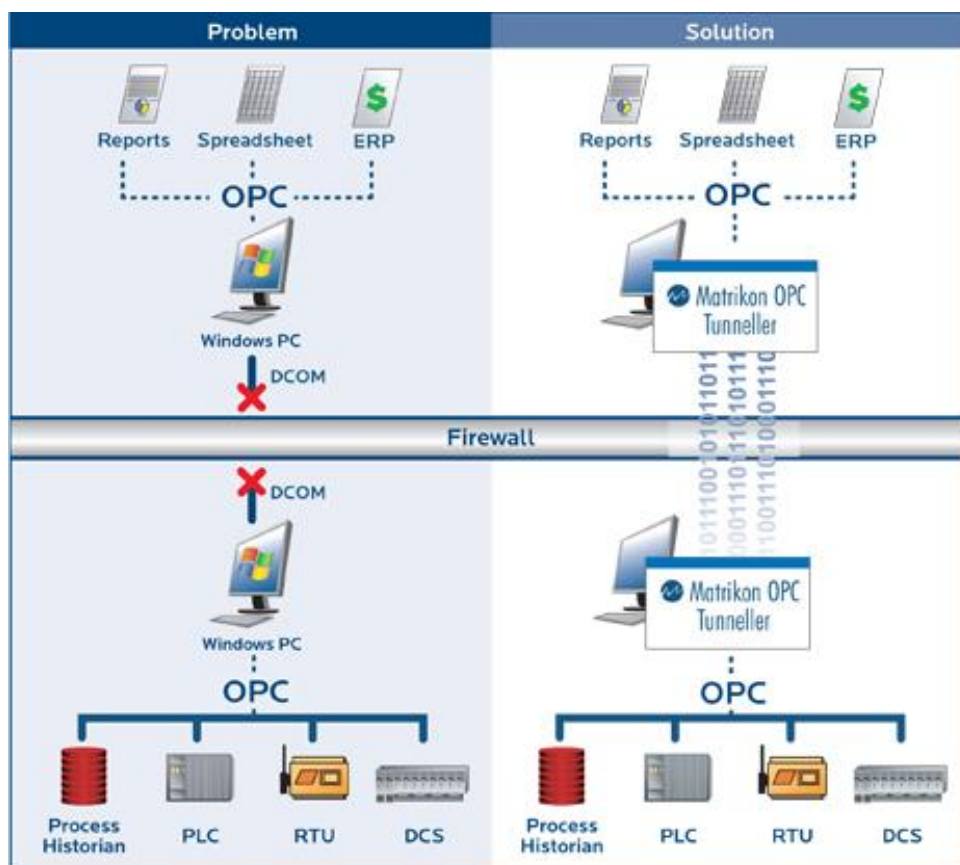 Problem
Solution
Reports
Spreadsheet
ERP
Reports
Spreadsheet
ERP
OPC
OPC
$
$
Windows PC
Matrikon OPC
Tunneller
DCOM
Firewall
DCOM
Windows PC
Matrikon OPC
Tunneller
OPC
OPC
Process
Historian
PLC
RTU
DCS
Process
Historian
PLC
RTU
DCS